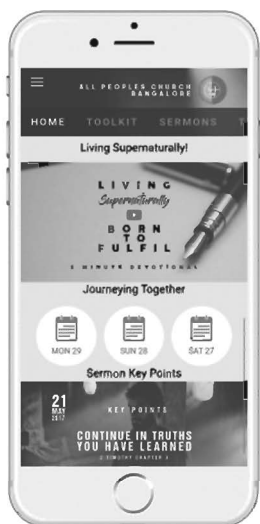 ALL PEOPLES CHURCH
BANGALORE
HOME TOOLKIT SERMONS T
Living Supernaturally!
LIVING
Supernaturally
BORN
TO
FULFIL
5 MINUTE DEVOTIONAL
Journeying Together
MON 29 SUN 28 SAT 27
Sermon Key Points
21
MAY
2017
KEY POINTS
CONTINUE IN TRUTHS
YOU HAVE LEARNED
2 TIMOTHY CHAPTER 3